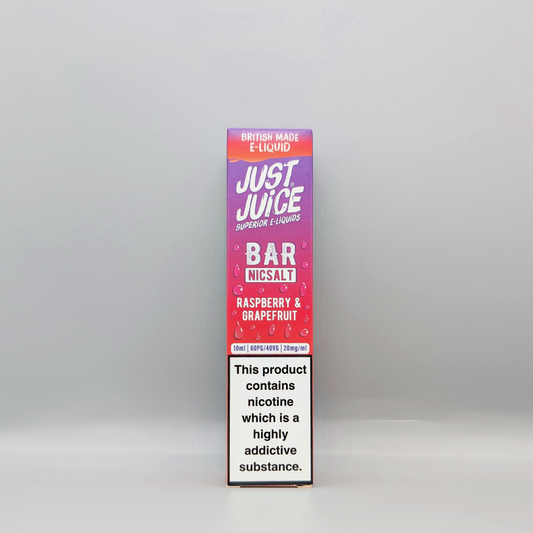 BRITISH MADE
E-LIQUID
JUST
JUICE
SUPERIOR E-LIQUIDS
BAR
NICSALT
RASPBERRY &
GRAPEFRUIT
10ml | 60PG/40VG | 20mg/ml
This product
contains
nicotine
which is a
highly
addictive
substance.